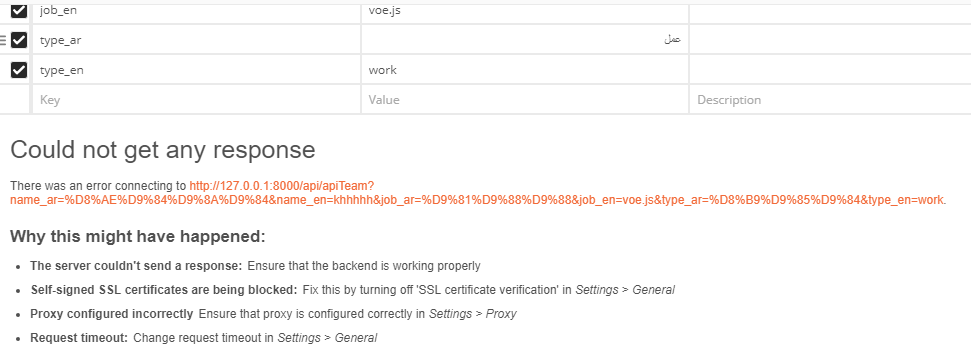 job_en voe.js
type_ar عمل
type_en work
Key Value Description
Could not get any response
There was an error connecting to http://127.0.0.1:8000/api/apiTeam?
name_ar=%D8%AE%D9%84%D9%8A%D9%84&name_en=khhhhh&job_ar=%D9%81%D9%88%D9%88&job_en=voe.js&type_ar=%D8%B9%D9%85%D9%84&type_en=work.
Why this might have happened:
• The server couldn't send a response: Ensure that the backend is working properly
• Self-signed SSL certificates are being blocked: Fix this by turning off 'SSL certificate verification' in Settings > General
• Proxy configured incorrectly Ensure that proxy is configured correctly in Settings > Proxy
• Request timeout: Change request timeout in Settings > General